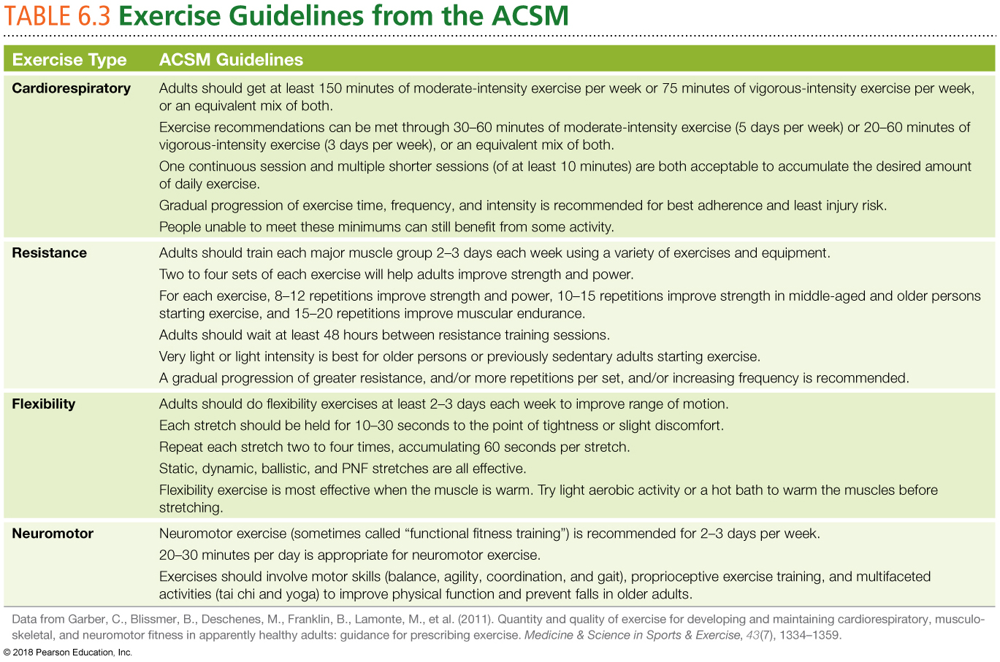 TABLE 6.3 Exercise Guidelines from the ACSM
Exercise Type ACSM Guidelines
Cardiorespiratory Adults should get at least 150 minutes of moderate-intensity exercise per week or 75 minutes of vigorous-intensity exercise per week,
or an equivalent mix of both.
Exercise recommendations can be met through 30–60 minutes of moderate-intensity exercise (5 days per week) or 20–60 minutes of
vigorous-intensity exercise (3 days per week), or an equivalent mix of both.
One continuous session and multiple shorter sessions (of at least 10 minutes) are both acceptable to accumulate the desired amount
of daily exercise.
Gradual progression of exercise time, frequency, and intensity is recommended for best adherence and least injury risk.
People unable to meet these minimums can still benefit from some activity.
Resistance Adults should train each major muscle group 2–3 days each week using a variety of exercises and equipment.
Two to four sets of each exercise will help adults improve strength and power.
For each exercise, 8–12 repetitions improve strength and power, 10–15 repetitions improve strength in middle-aged and older persons
starting exercise, and 15–20 repetitions improve muscular endurance.
Adults should wait at least 48 hours between resistance training sessions.
Very light or light intensity is best for older persons or previously sedentary adults starting exercise.
A gradual progression of greater resistance, and/or more repetitions per set, and/or increasing frequency is recommended.
Flexibility Adults should do flexibility exercises at least 2–3 days each week to improve range of motion.
Each stretch should be held for 10–30 seconds to the point of tightness or slight discomfort.
Repeat each stretch two to four times, accumulating 60 seconds per stretch.
Static, dynamic, ballistic, and PNF stretches are all effective.
Flexibility exercise is most effective when the muscle is warm. Try light aerobic activity or a hot bath to warm the muscles before
stretching.
Neuromotor Neuromotor exercise (sometimes called “functional fitness training”) is recommended for 2–3 days per week.
20–30 minutes per day is appropriate for neuromotor exercise.
Exercises should involve motor skills (balance, agility, coordination, and gait), proprioceptive exercise training, and multifaceted
activities (tai chi and yoga) to improve physical function and prevent falls in older adults.
Data from Garber, C., Blissmer, B., Deschenes, M., Franklin, B., Lamonte, M., et al. (2011). Quantity and quality of exercise for developing and maintaining cardiorespiratory, musculo-
skeletal, and neuromotor fitness in apparently healthy adults: guidance for prescribing exercise. Medicine & Science in Sports & Exercise, 43(7), 1334–1359.
© 2018 Pearson Education, Inc.